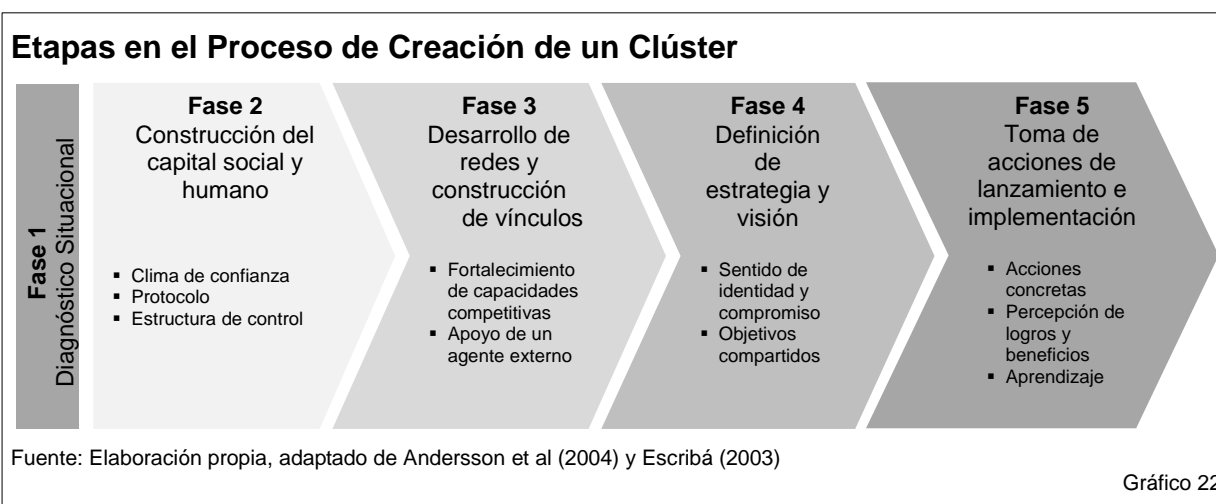 Etapas en el Proceso de Creación de un Clúster
Fase 1
Diagnóstico Situacional
Fase 2
Construcción del
capital social y
humano
▪ Clima de confianza
▪ Protocolo
▪ Estructura de control
Fase 3
Desarrollo de
redes y
construcción
de vínculos
▪ Fortalecimiento
de capacidades
competitivas
▪ Apoyo de un
agente externo
Fase 4
Definición
de
estrategia y
visión
▪ Sentido de
identidad y
compromiso
▪ Objetivos
compartidos
Fase 5
Toma de
acciones de
lanzamiento e
implementación
▪ Acciones
concretas
▪ Percepción de
logros y
beneficios
▪ Aprendizaje
Fuente: Elaboración propia, adaptado de Andersson et al (2004) y Escribá (2003)
Gráfico 22